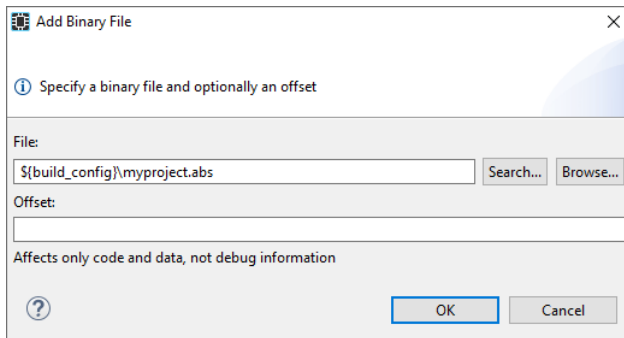 Add Binary File
Specify a binary file and optionally an offset
File:
${build_config}\myproject.abs
Search... Browse...
Offset:
Affects only code and data, not debug information
OK Cancel